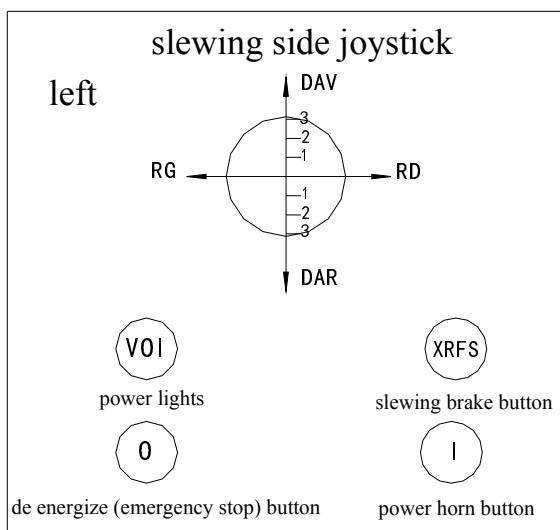 slewing side joystick
left
DAV
3
2
1
RG
RD
1
2
3
DAR
VOI
XRFS
power lights
slewing brake button
O
I
de energize (emergency stop) button
power horn button